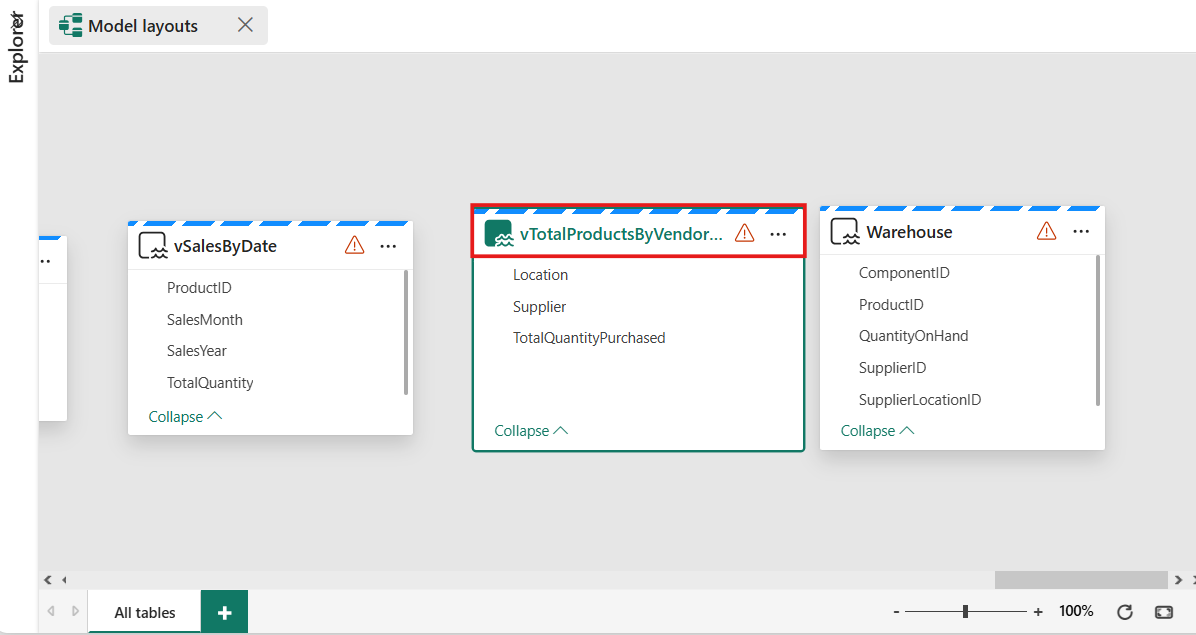 Explorer
Model layouts
vSalesByDate
ProductID
SalesMonth
SalesYear
TotalQuantity
Collapse
vTotalProductsByVendor...
Location
Supplier
TotalQuantityPurchased
Collapse
Warehouse
ComponentID
ProductID
QuantityOnHand
SupplierID
SupplierLocationID
Collapse
All tables
+
- + 100%